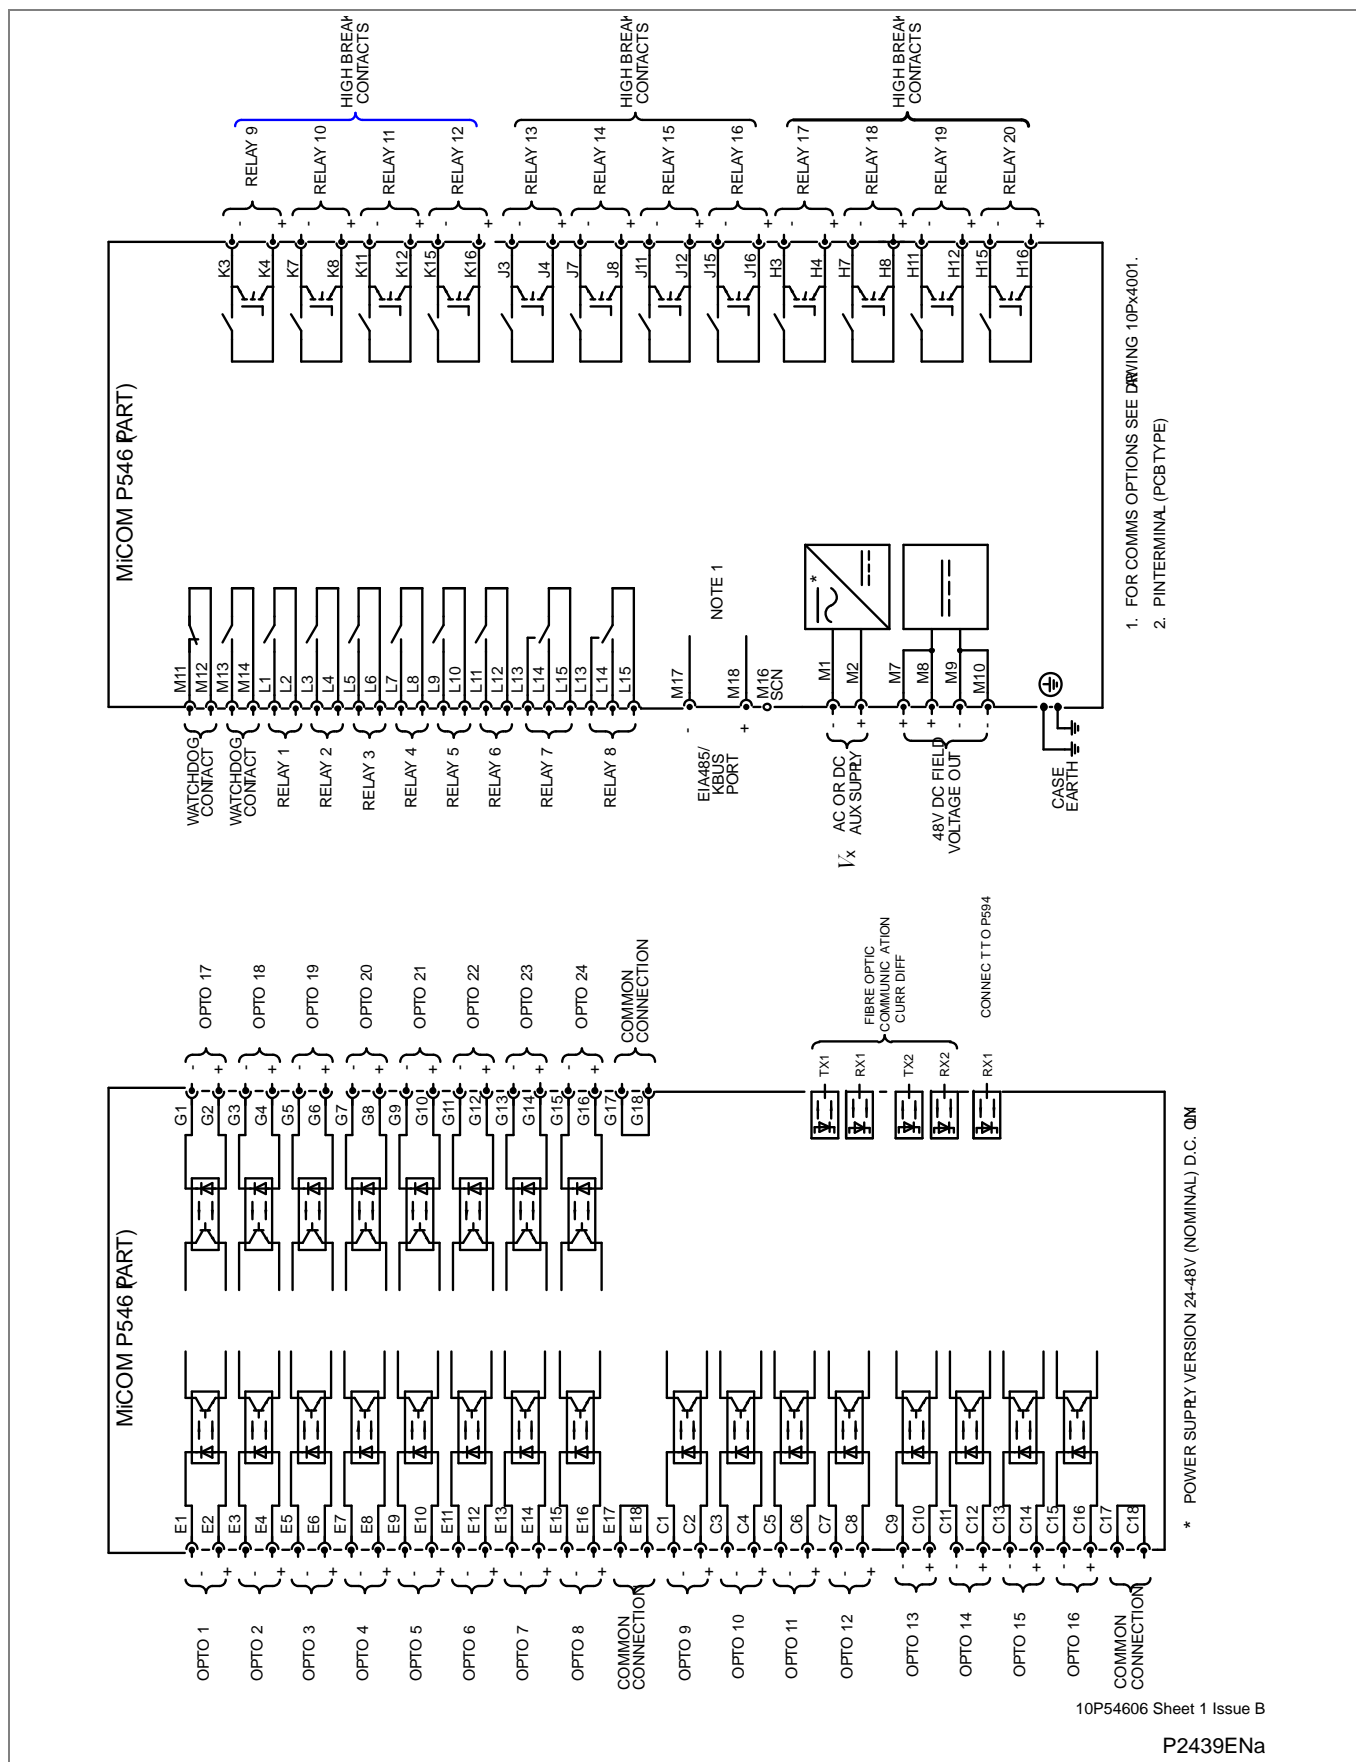 HIGH BREAK
CONTACTS
HIGH BREAK
CONTACTS
HIGH BREAK
CONTACTS
RELAY 9
RELAY 10
RELAY 11
RELAY 12
RELAY 13
RELAY 14
RELAY 15
RELAY 16
RELAY 17
RELAY 18
RELAY 19
RELAY 20
- + - + - + - + - + - + - + - + - + - + - + - +
K3 K4 K7 K8 K11 K12 K15 K16 J3 J4 J7 J8 J11 J12 J15 J16 H3 H4 H7 H8 H11 H12 H15 H16
MiCOM P546 (PART)
M11 M12 M13 M14 L1 L2 L3 L4 L5 L6 L7 L8 L9 L10 L11 L12 L13 L14 L15 L13 L14 L15 M17 M18 M16 M1 M2 M7 M8 M9 M10
SCN
NOTE 1
*
- + - + + + -
WATCHDOG
CONTACT
WATCHDOG
CONTACT
RELAY 1
RELAY 2
RELAY 3
RELAY 4
RELAY 5
RELAY 6
RELAY 7
RELAY 8
EIA485/
KBUS
PORT
AC OR DC
Vx AUX SUPPLY
48V DC FIELD
VOLTAGE OUT
CASE
EARTH
1. FOR COMMS OPTIONS SEE DRAWING 10Px4001.
2. PIN TERMINAL (PCB TYPE)
OPTO 17
OPTO 18
OPTO 19
OPTO 20
OPTO 21
OPTO 22
OPTO 23
OPTO 24
COMMON
CONNECTION
FIBRE OPTIC
COMMUNICATION
CURR DIFF
CONNECT TO P594
- + - + - + - + - + - + - + - +
TX1 RX1 TX2 RX2 RX1
G1 G2 G3 G4 G5 G6 G7 G8 G9 G10 G11 G12 G13 G14 G15 G16 G17 G18
MiCOM P546 (PART)
E1 E2 E3 E4 E5 E6 E7 E8 E9 E10 E11 E12 E13 E14 E15 E16 E17 E18 C1 C2 C3 C4 C5 C6 C7 C8 C9 C10 C11 C12 C13 C14 C15 C16 C17 C18
- + - + - + - + - + - + - + - + - + - + - + - + - + - + - + - +
OPTO 1
OPTO 2
OPTO 3
OPTO 4
OPTO 5
OPTO 6
OPTO 7
OPTO 8
COMMON
CONNECTION
OPTO 9
OPTO 10
OPTO 11
OPTO 12
OPTO 13
OPTO 14
OPTO 15
OPTO 16
COMMON
CONNECTION
* POWER SUPPLY VERSION 24-48V (NOMINAL) D.C. ONLY
10P54606 Sheet 1 Issue B
P2439ENa